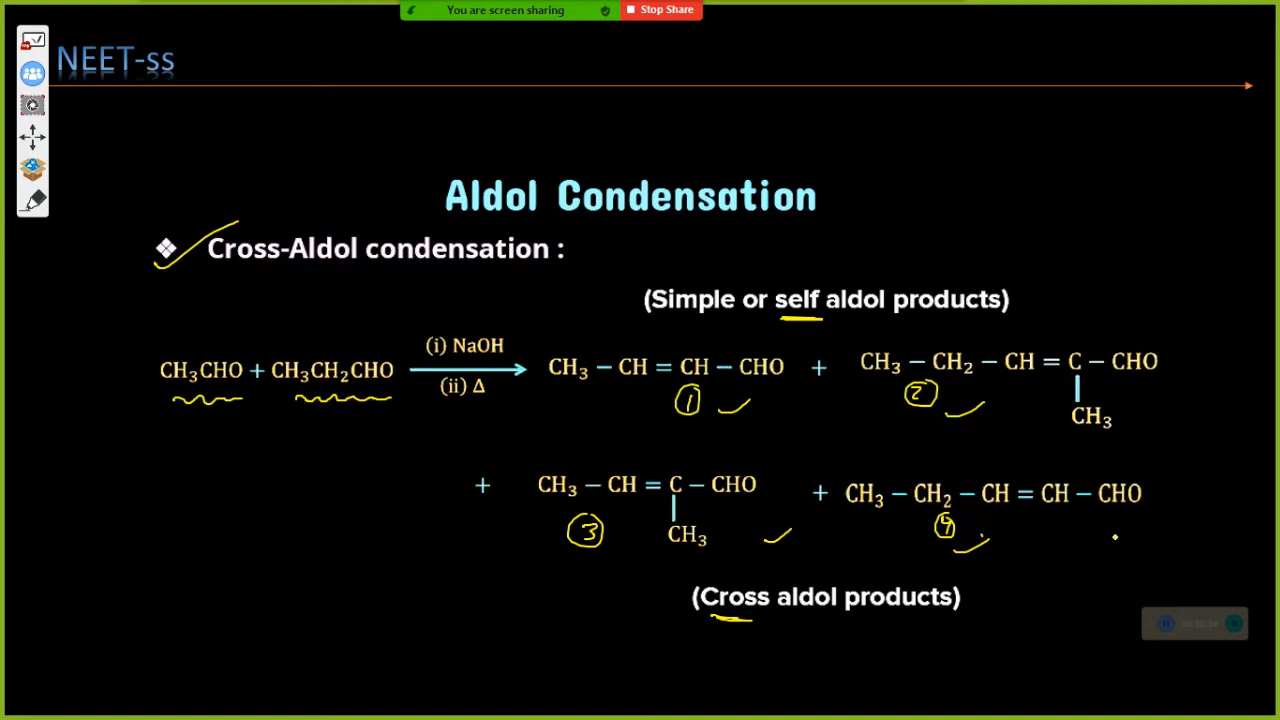 You are screen sharing
Stop Share
NEET-ss
Aldol Condensation
❖ Cross-Aldol condensation :
(Simple or self aldol products)
(i) NaOH
CH₃CHO + CH₃CH₂CHO
(ii) Δ
CH₃ − CH = CH − CHO + CH₃ − CH₂ − CH = C − CHO
① ②
CH₃
+ CH₃ − CH = C − CHO + CH₃ − CH₂ − CH = CH − CHO
③ CH₃ ④
(Cross aldol products)